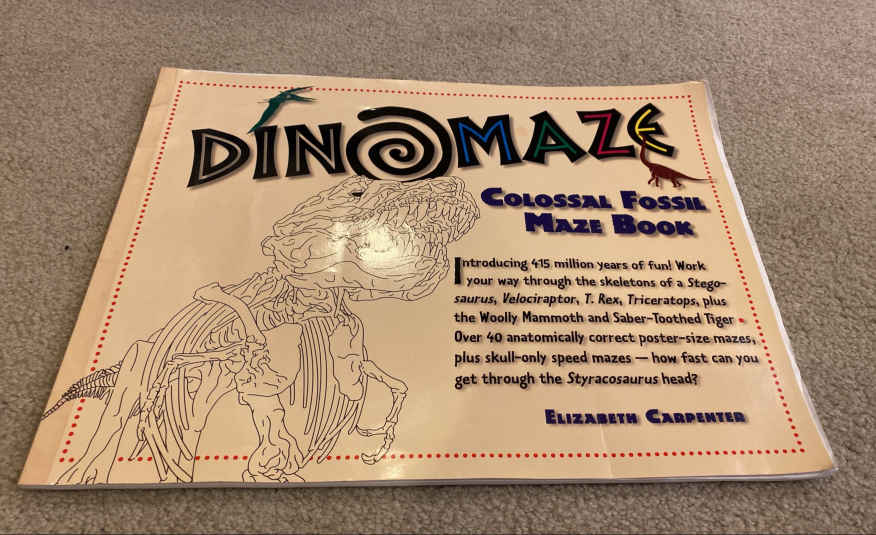 DINOMAZE
COLOSSAL FOSSIL
MAZE BOOK
Introducing 415 million years of fun! Work
your way through the skeletons of a Stego-
saurus, Velociraptor, T. Rex, Triceratops, plus
the Woolly Mammoth and Saber-Toothed Tiger •
Over 40 anatomically correct poster-size mazes,
plus skull-only speed mazes — how fast can you
get through the Styracosaurus head?
ELIZABETH CARPENTER